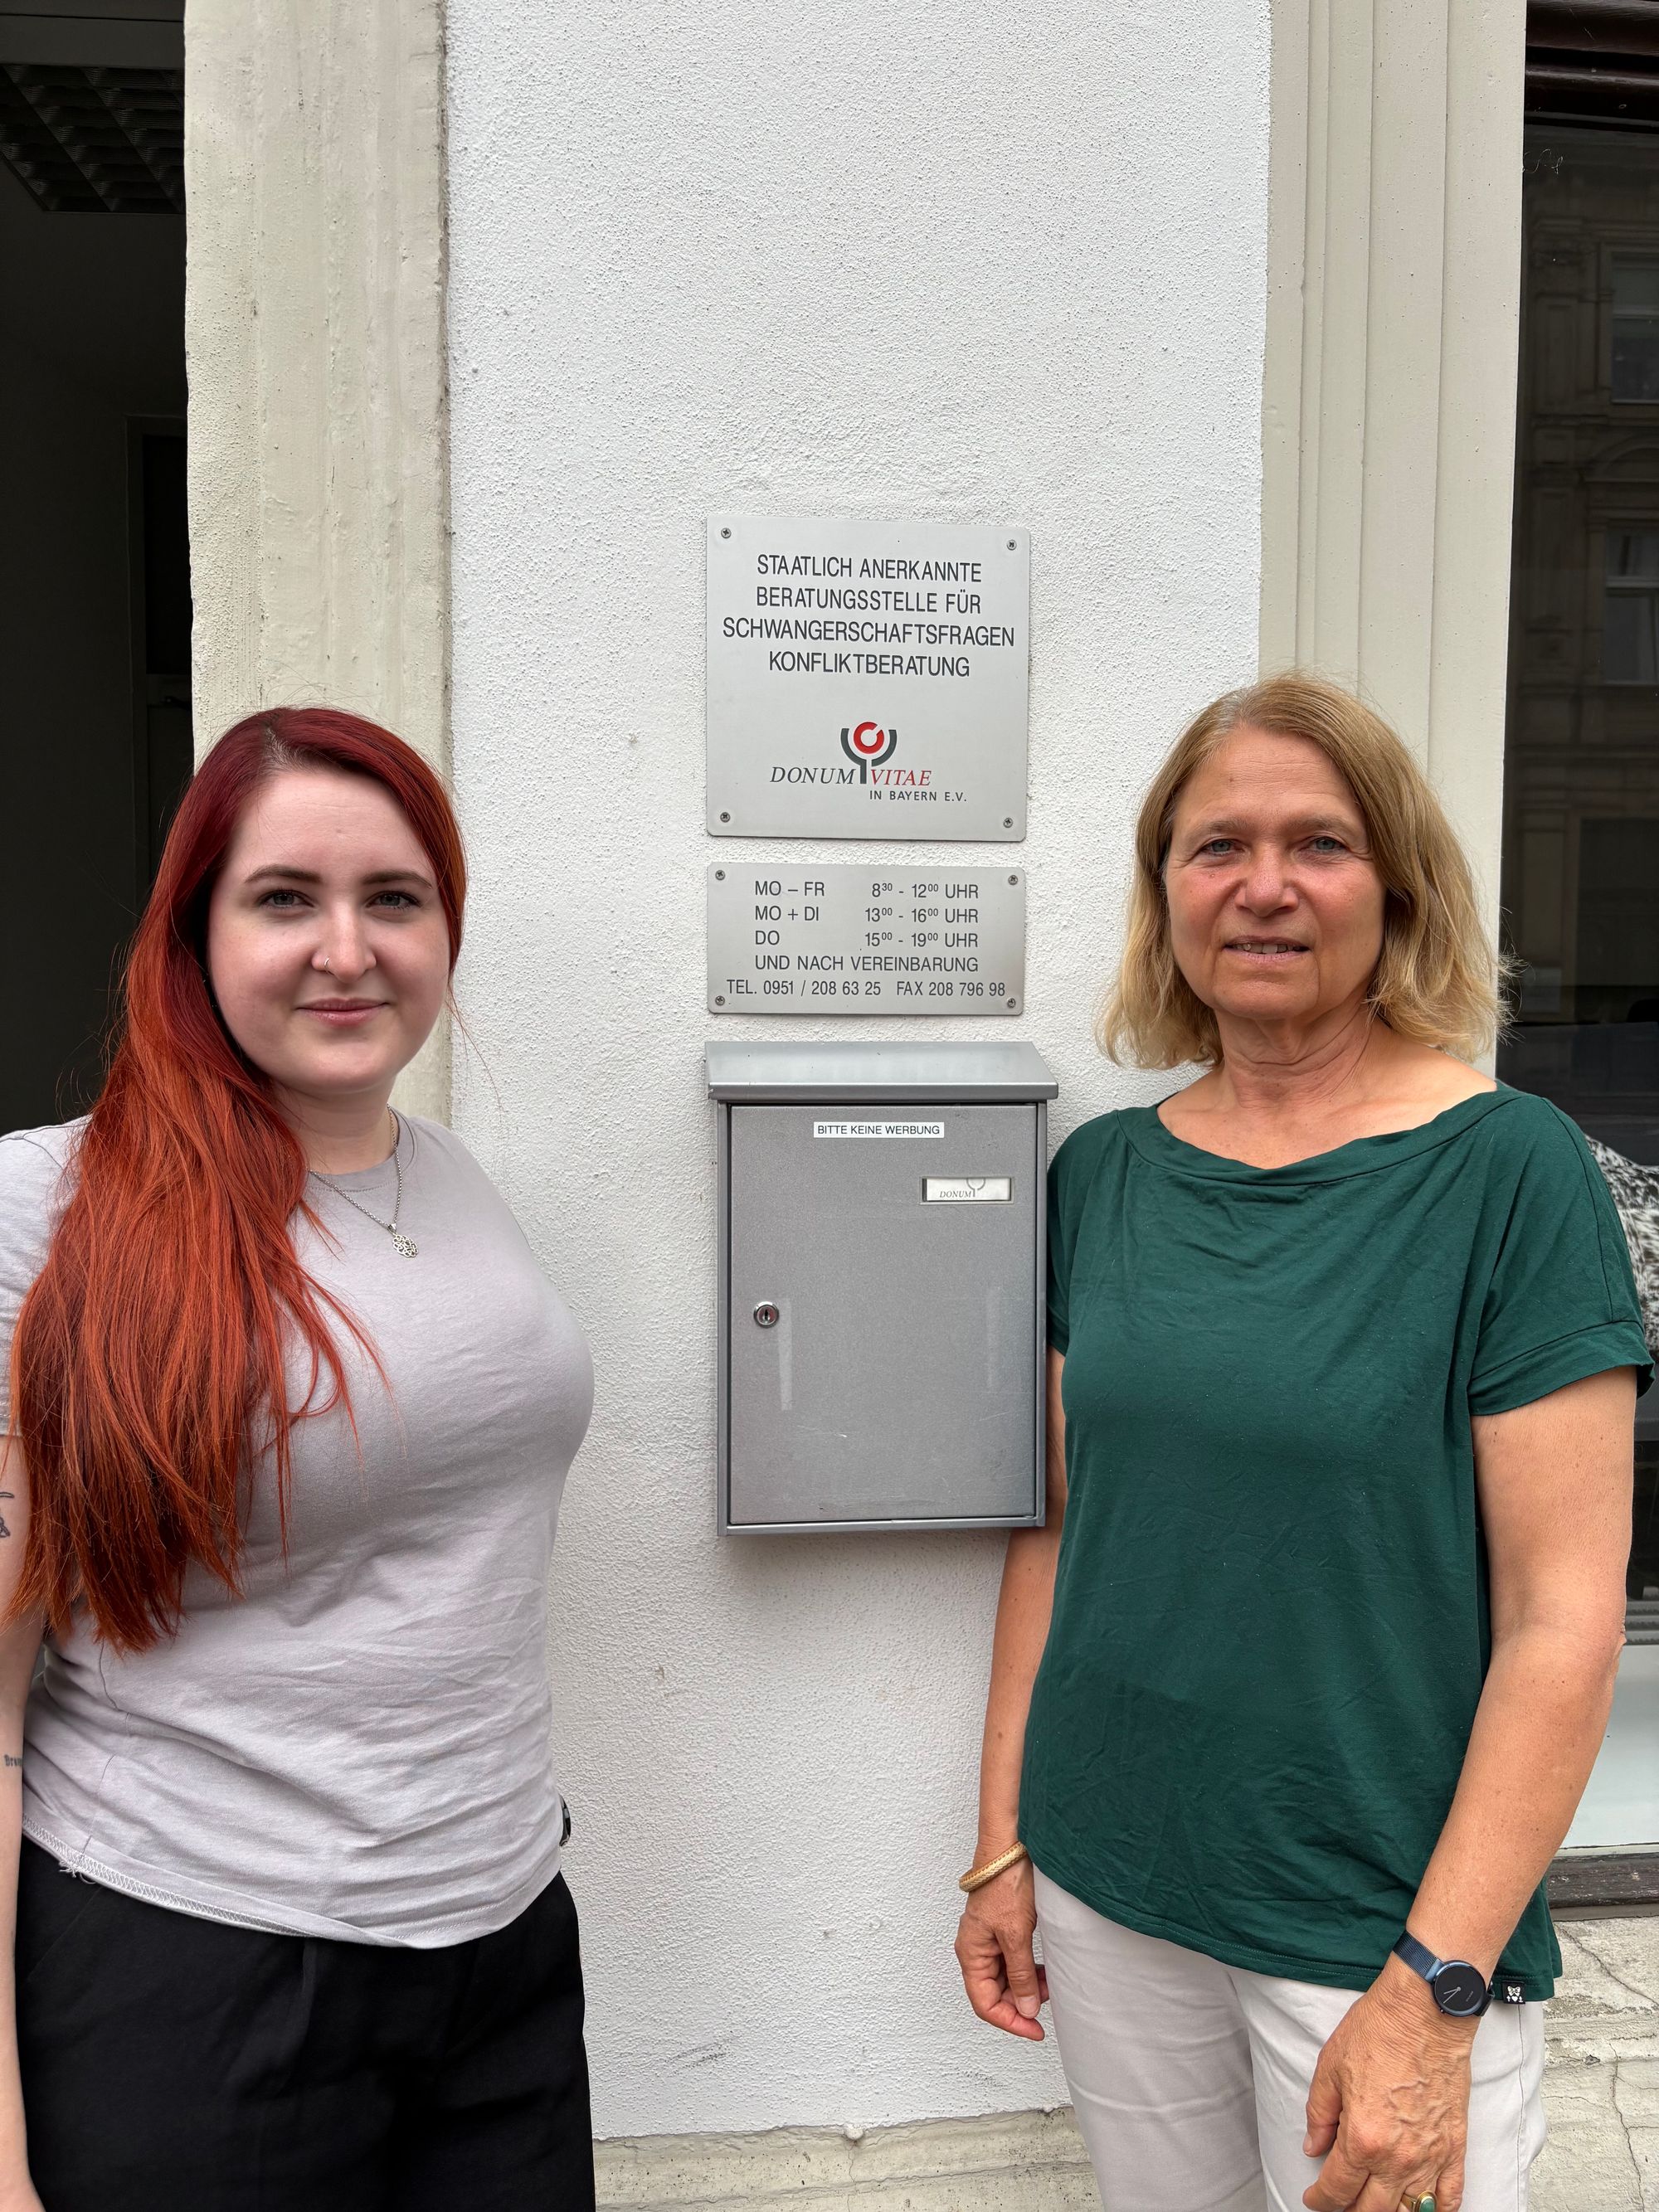 STAATLICH ANERKANNTE
BERATUNGSSTELLE FÜR
SCHWANGERSCHAFTSFRAGEN
KONFLIKTBERATUNG
DONUM VITAE
IN BAYERN E.V.
MO – FR 8³⁰ - 12⁰⁰ UHR
MO + DI 13⁰⁰ - 16⁰⁰ UHR
DO 15⁰⁰ - 19⁰⁰ UHR
UND NACH VEREINBARUNG
TEL. 0951 / 208 63 25 FAX 208 796 98
BITTE KEINE WERBUNG
DONUM